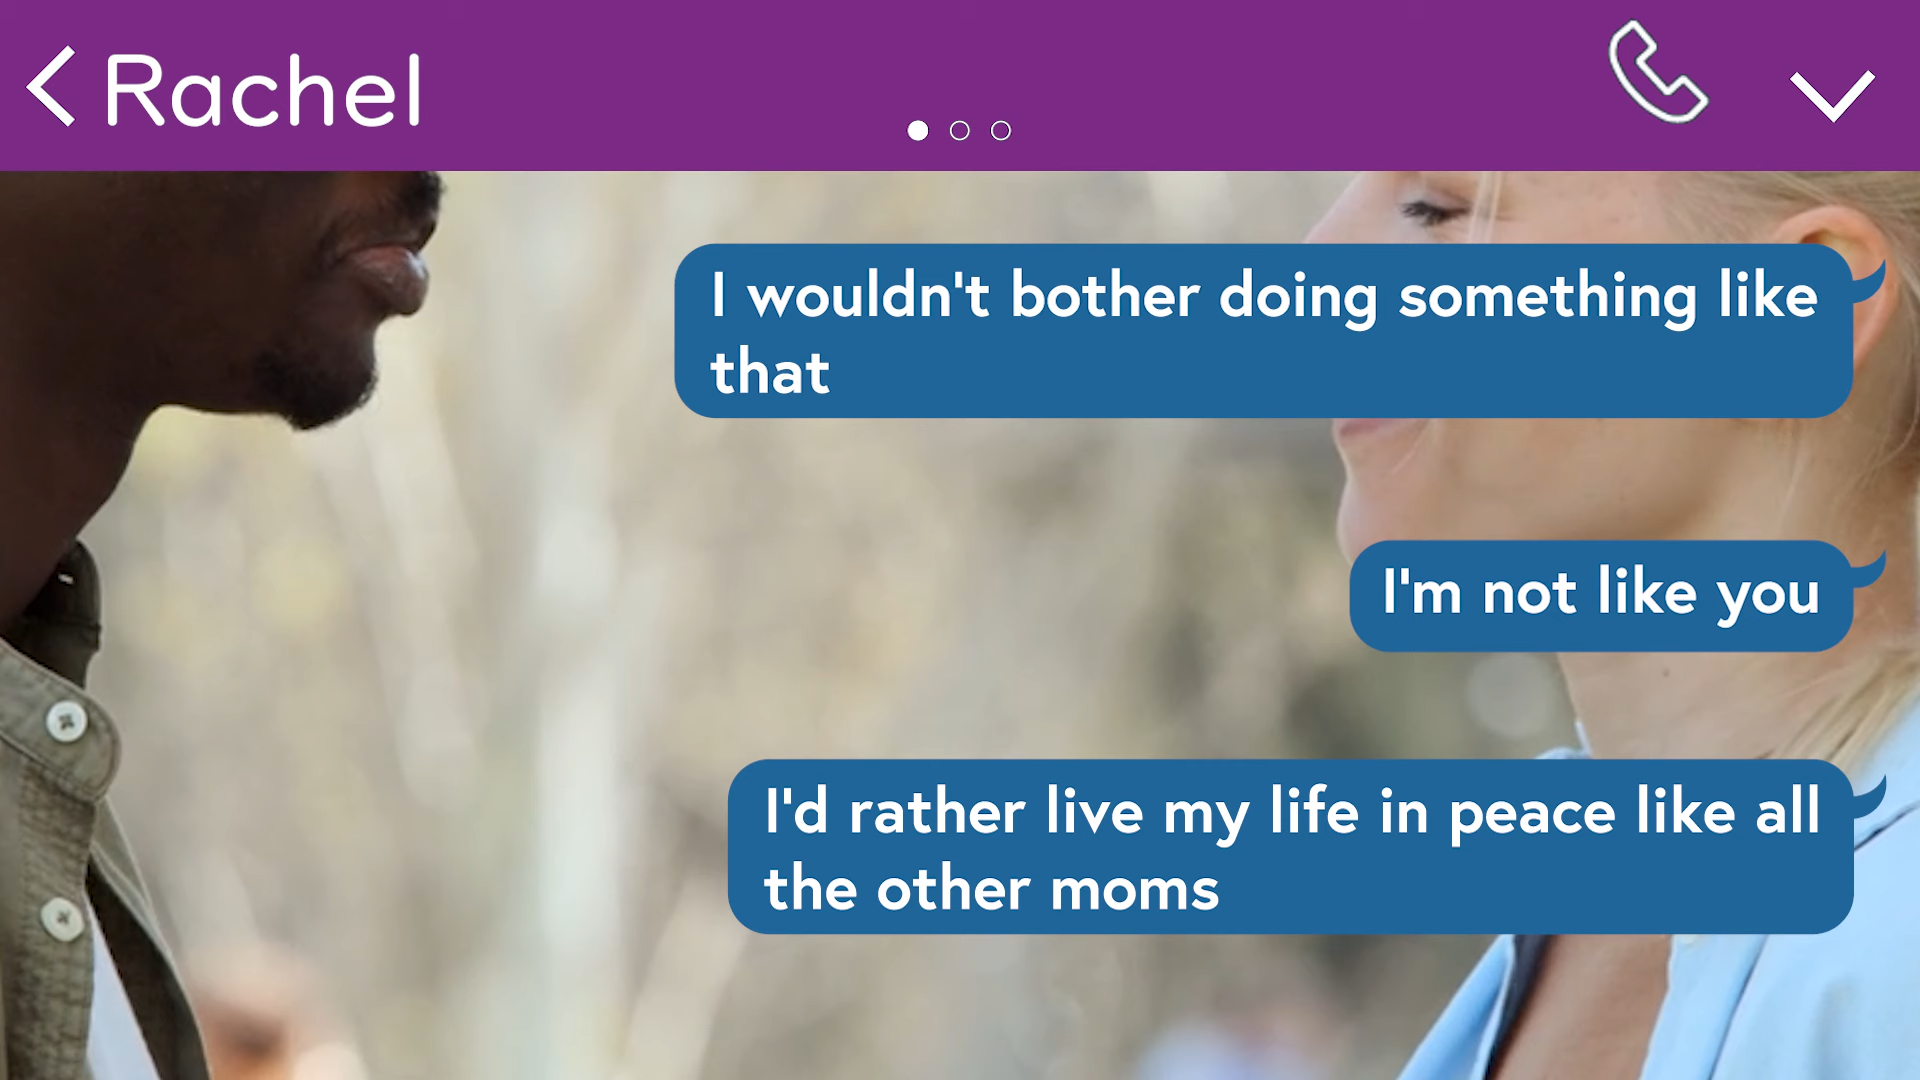 Rachel
I wouldn't bother doing something like
that
I'm not like you
I'd rather live my life in peace like all
the other moms